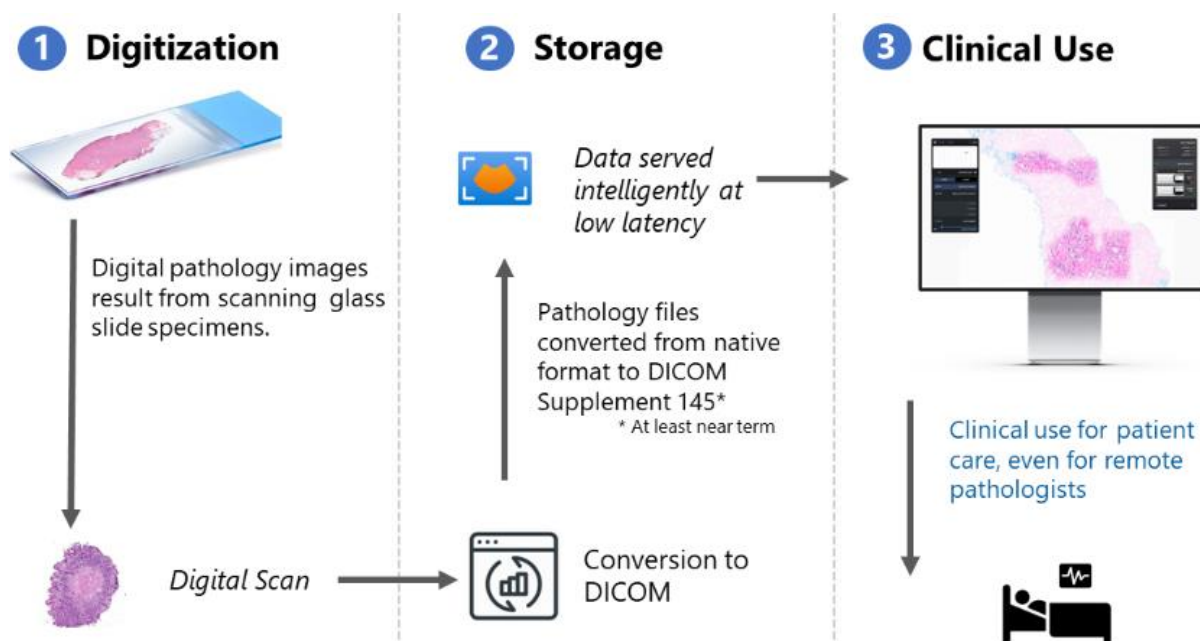 1 Digitization
Digital pathology images
result from scanning glass
slide specimens.
Digital Scan
2 Storage
Data served
intelligently at
low latency
Pathology files
converted from native
format to DICOM
Supplement 145*
* At least near term
Conversion to
DICOM
3 Clinical Use
Clinical use for patient
care, even for remote
pathologists